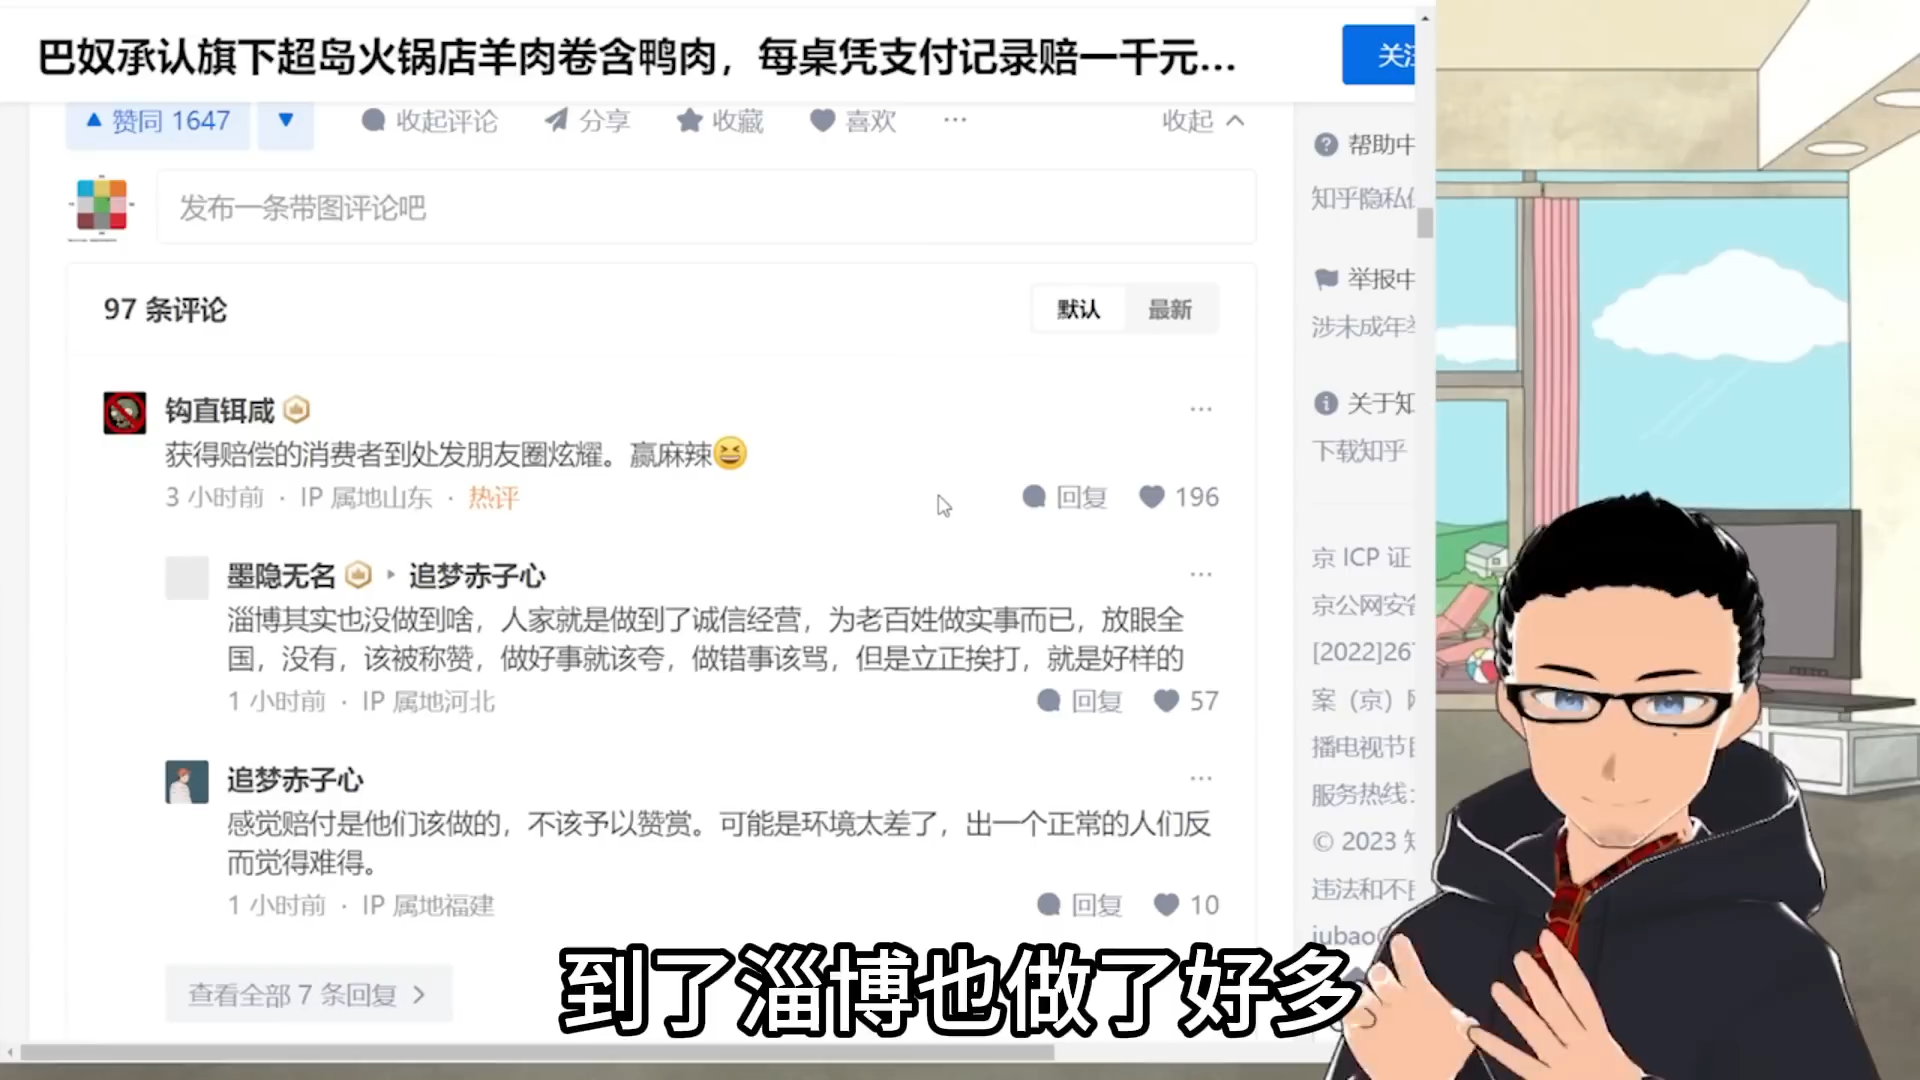 巴奴承认旗下超岛火锅店羊肉卷含鸭肉，每桌凭支付记录赔一千元...
关注
赞同 1647
收起评论
分享
收藏
喜欢
收起
发布一条带图评论吧
97 条评论
默认
最新
钩直铒咸
获得赔偿的消费者到处发朋友圈炫耀。赢麻辣😆
3 小时前 · IP 属地山东 · 热评
回复
196
墨隐无名 ▸ 追梦赤子心
淄博其实也没做到啥，人家就是做到了诚信经营，为老百姓做实事而已，放眼全
国，没有，该被称赞，做好事就该夸，做错事该骂，但是立正挨打，就是好样的
1 小时前 · IP 属地河北
回复
57
追梦赤子心
感觉赔付是他们该做的，不该予以赞赏。可能是环境太差了，出一个正常的人们反
而觉得难得。
1 小时前 · IP 属地福建
回复
10
查看全部 7 条回复
帮助中
知乎隐私
举报中
涉未成年
关于知
下载知乎
京 ICP 证
京公网安
[2022]267
案（京）
播电视节
服务热线：
© 2023
违法和不
jubao@
到了淄博也做了好多